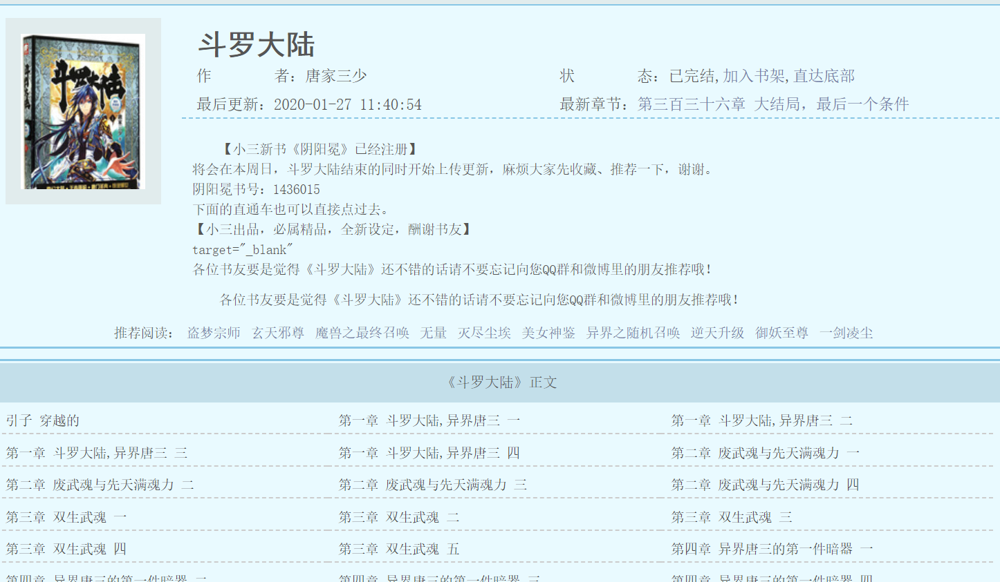 斗罗大陆
斗罗大陆
作　　　　者：唐家三少
状　　　　态：已完结,加入书架,直达底部
最后更新：2020-01-27 11:40:54
最新章节：第三百三十六章 大结局，最后一个条件
【小三新书《阴阳冕》已经注册】
将会在本周日，斗罗大陆结束的同时开始上传更新，麻烦大家先收藏、推荐一下，谢谢。
阴阳冕书号：1436015
下面的直通车也可以直接点过去。
【小三出品，必属精品，全新设定，酬谢书友】
target="_blank"
各位书友要是觉得《斗罗大陆》还不错的话请不要忘记向您QQ群和微博里的朋友推荐哦！
各位书友要是觉得《斗罗大陆》还不错的话请不要忘记向您QQ群和微博里的朋友推荐哦！
推荐阅读： 盗梦宗师 玄天邪尊 魔兽之最终召唤 无量 灭尽尘埃 美女神鉴 异界之随机召唤 逆天升级 御妖至尊 一剑凌尘
《斗罗大陆》正文
引子 穿越的
第一章 斗罗大陆,异界唐三 一
第一章 斗罗大陆,异界唐三 二
第一章 斗罗大陆,异界唐三 三
第一章 斗罗大陆,异界唐三 四
第二章 废武魂与先天满魂力 一
第二章 废武魂与先天满魂力 二
第二章 废武魂与先天满魂力 三
第二章 废武魂与先天满魂力 四
第三章 双生武魂 一
第三章 双生武魂 二
第三章 双生武魂 三
第三章 双生武魂 四
第三章 双生武魂 五
第四章 异界唐三的第一件暗器 一
第四章 异界唐三的第一件暗器 二
第四章 异界唐三的第一件暗器 三
第四章 异界唐三的第一件暗器 四